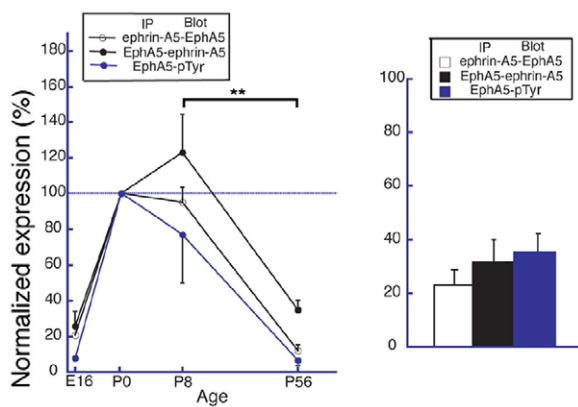 IP Blot
ephrin-A5-EphA5
EphA5-ephrin-A5
EphA5-pTyr
Normalized expression (%)
180
160
140
120
100
80
60
40
20
0
**
E16 P0 P8 P56
Age
IP Blot
ephrin-A5-EphA5
EphA5-ephrin-A5
EphA5-pTyr
100
80
60
40
20
0